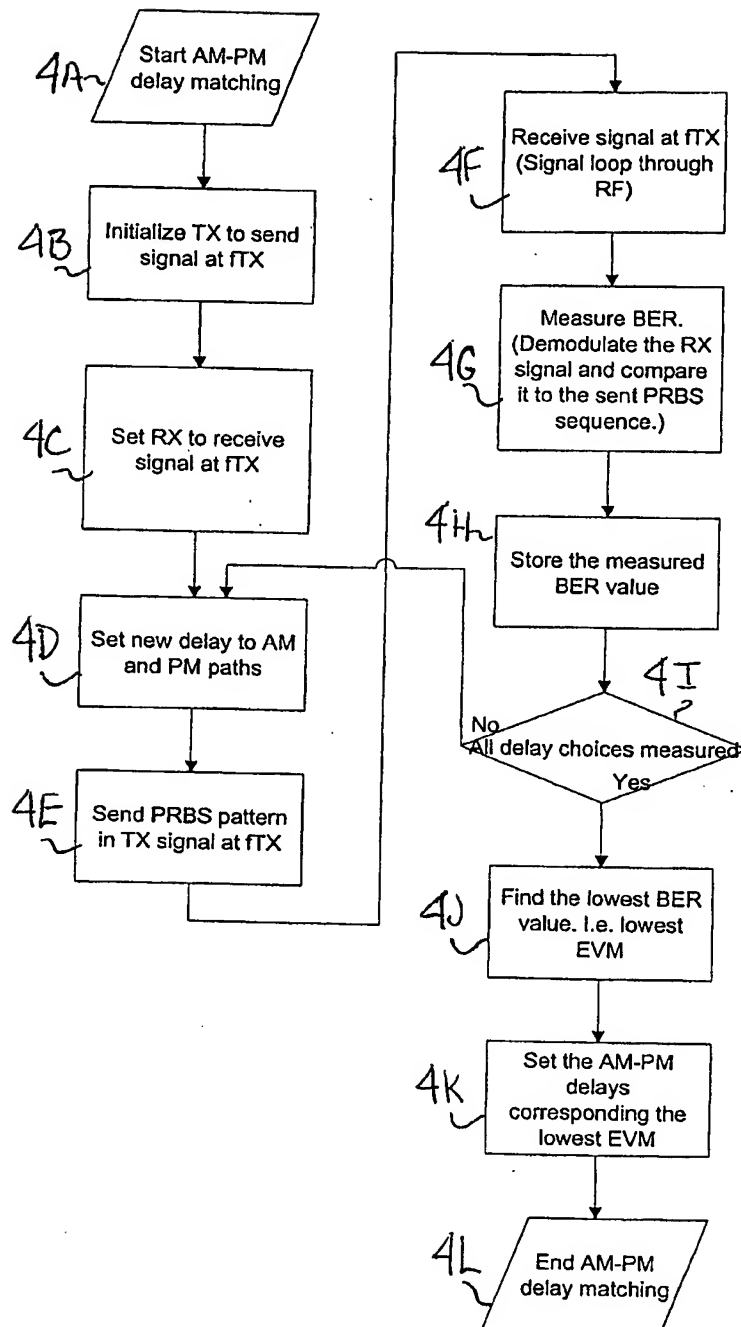 4A
Start AM-PM
delay matching
4B
Initialize TX to send
signal at fTX
4C
Set RX to receive
signal at fTX
4D
Set new delay to AM
and PM paths
4E
Send PRBS pattern
in TX signal at fTX
4F
Receive signal at fTX
(Signal loop through
RF)
4G
Measure BER.
(Demodulate the RX
signal and compare
it to the sent PRBS
sequence.)
4H
Store the measured
BER value
4I
No
All delay choices measured
Yes
4J
Find the lowest BER
value. I.e. lowest
EVM
4K
Set the AM-PM
delays
corresponding the
lowest EVM
4L
End AM-PM
delay matching